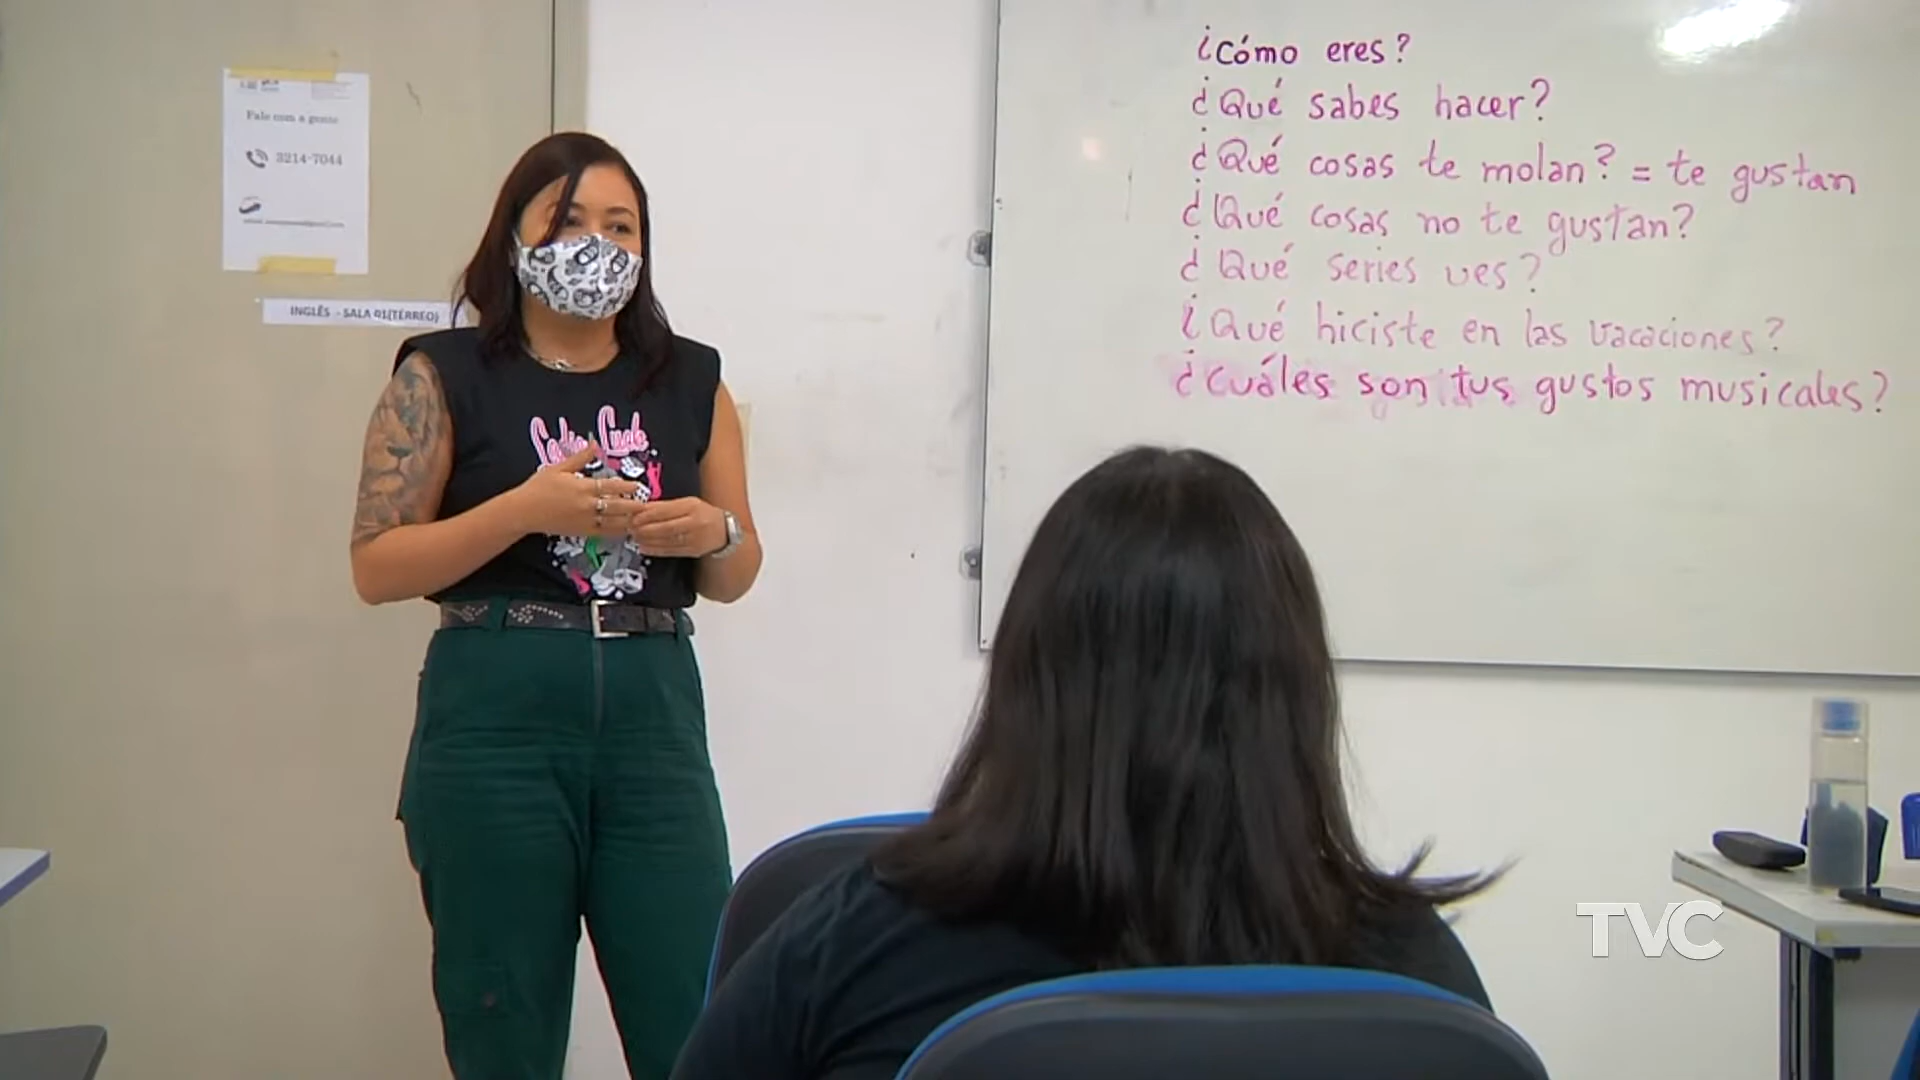 Fale com a gente
3214-7044
INGLÊS - SALA 01(TÉRREO)
¿Cómo eres?
¿Qué sabes hacer?
¿Qué cosas te molan? = te gustan
¿Qué cosas no te gustan?
¿Qué series ves?
¿Qué hiciste en las vacaciones?
¿Cuáles son tus gustos musicales?
TVC